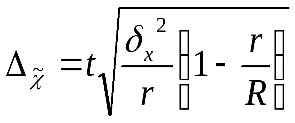 Δ_χ̃ = t√(δ_x²/r (1 - r/R))